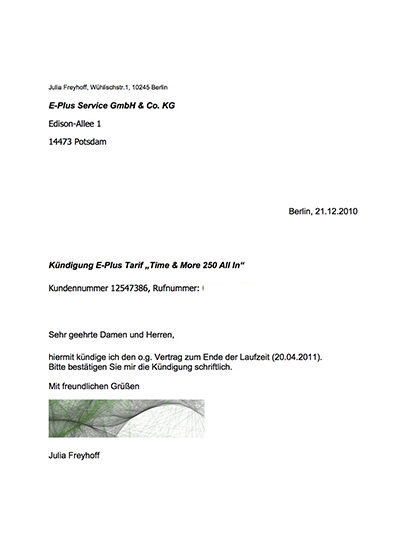 Julia Freyhoff, Wühlischstr.1, 10245 Berlin
E-Plus Service GmbH & Co. KG
Edison-Allee 1
14473 Potsdam
Berlin, 21.12.2010
Kündigung E-Plus Tarif „Time & More 250 All In“
Kundennummer 12547386, Rufnummer:
Sehr geehrte Damen und Herren,
hiermit kündige ich den o.g. Vertrag zum Ende der Laufzeit (20.04.2011).
Bitte bestätigen Sie mir die Kündigung schriftlich.
Mit freundlichen Grüßen
Julia Freyhoff